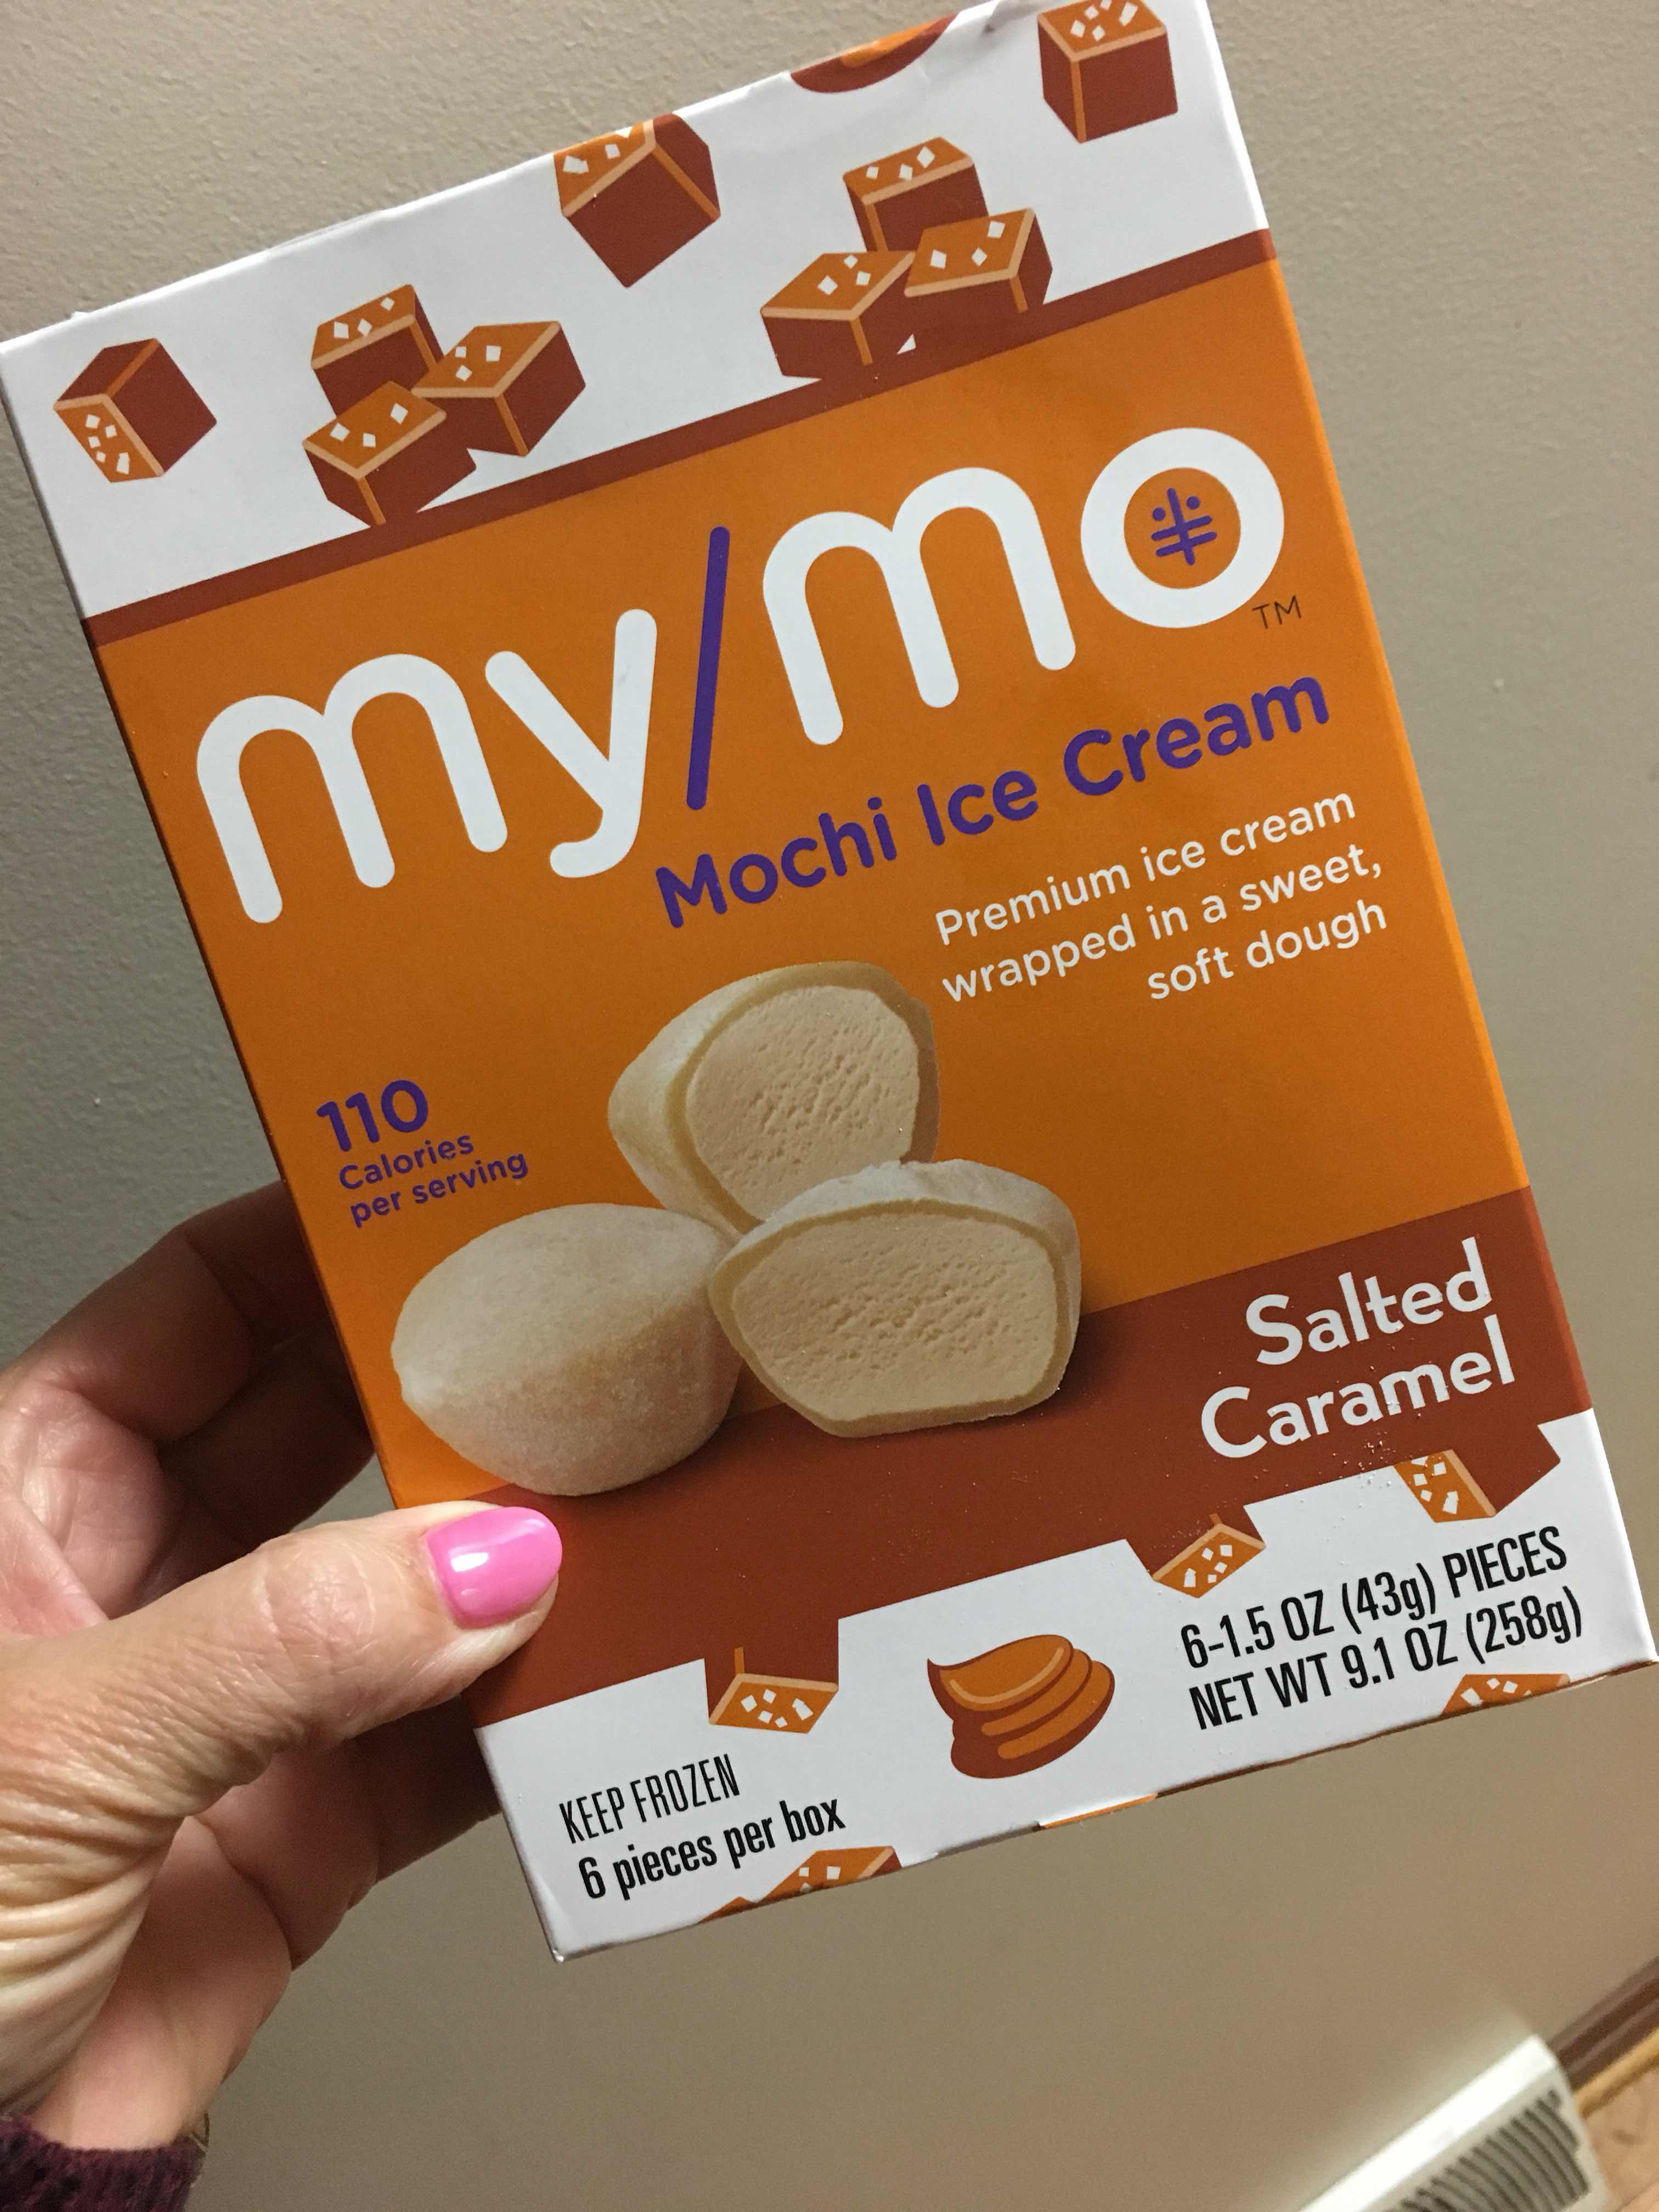 my/mo
TM
Mochi Ice Cream
Premium ice cream
wrapped in a sweet,
soft dough
110
Calories
per serving
Salted
Caramel
6-1.5 OZ (43g) PIECES
NET WT 9.1 OZ (258g)
KEEP FROZEN
6 pieces per box